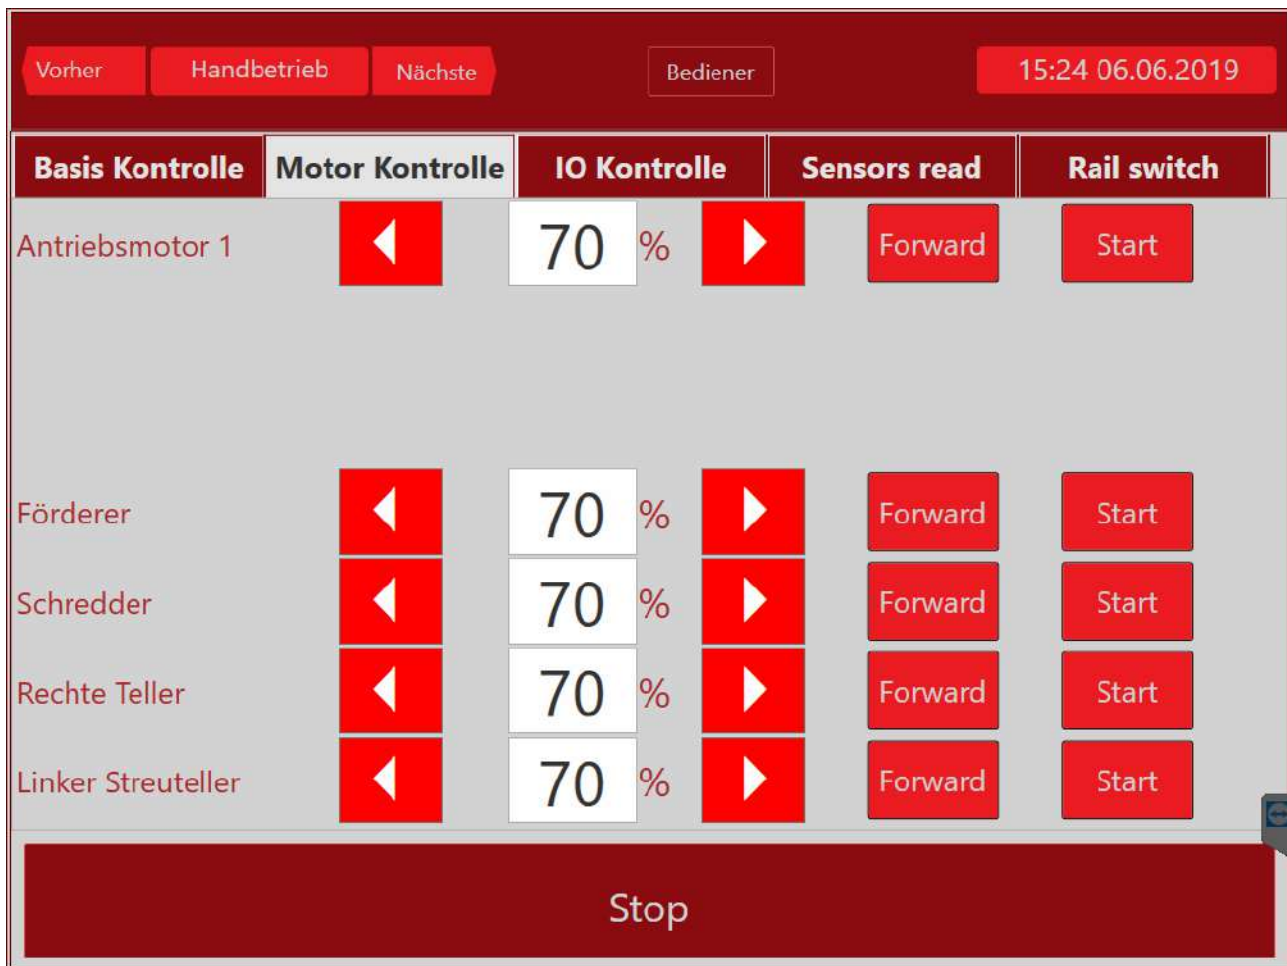 Vorher Handbetrieb Nächste Bediener 15:24 06.06.2019
Basis Kontrolle Motor Kontrolle IO Kontrolle Sensors read Rail switch
Antriebsmotor 1 70 % Forward Start
Förderer 70 % Forward Start
Schredder 70 % Forward Start
Rechte Teller 70 % Forward Start
Linker Streuteller 70 % Forward Start
Stop